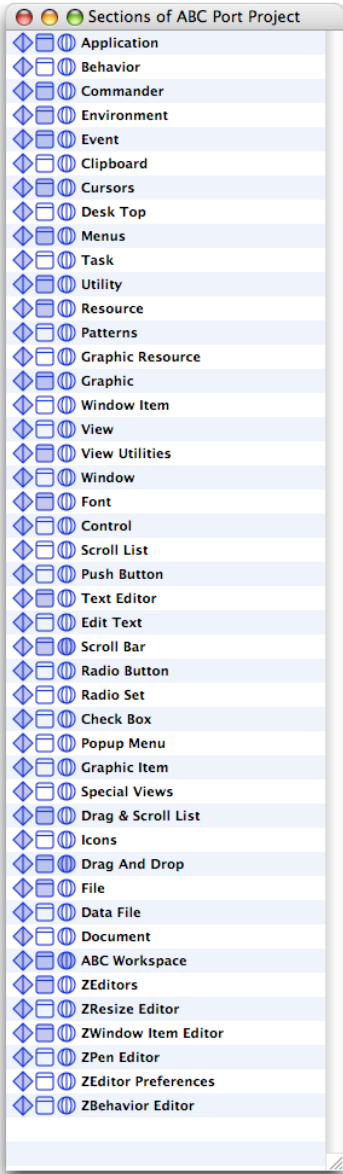 Sections of ABC Port Project
Application
Behavior
Commander
Environment
Event
Clipboard
Cursors
Desk Top
Menus
Task
Utility
Resource
Patterns
Graphic Resource
Graphic
Window Item
View
View Utilities
Window
Font
Control
Scroll List
Push Button
Text Editor
Edit Text
Scroll Bar
Radio Button
Radio Set
Check Box
Popup Menu
Graphic Item
Special Views
Drag & Scroll List
Icons
Drag And Drop
File
Data File
Document
ABC Workspace
ZEditors
ZResize Editor
ZWindow Item Editor
ZPen Editor
ZEditor Preferences
ZBehavior Editor